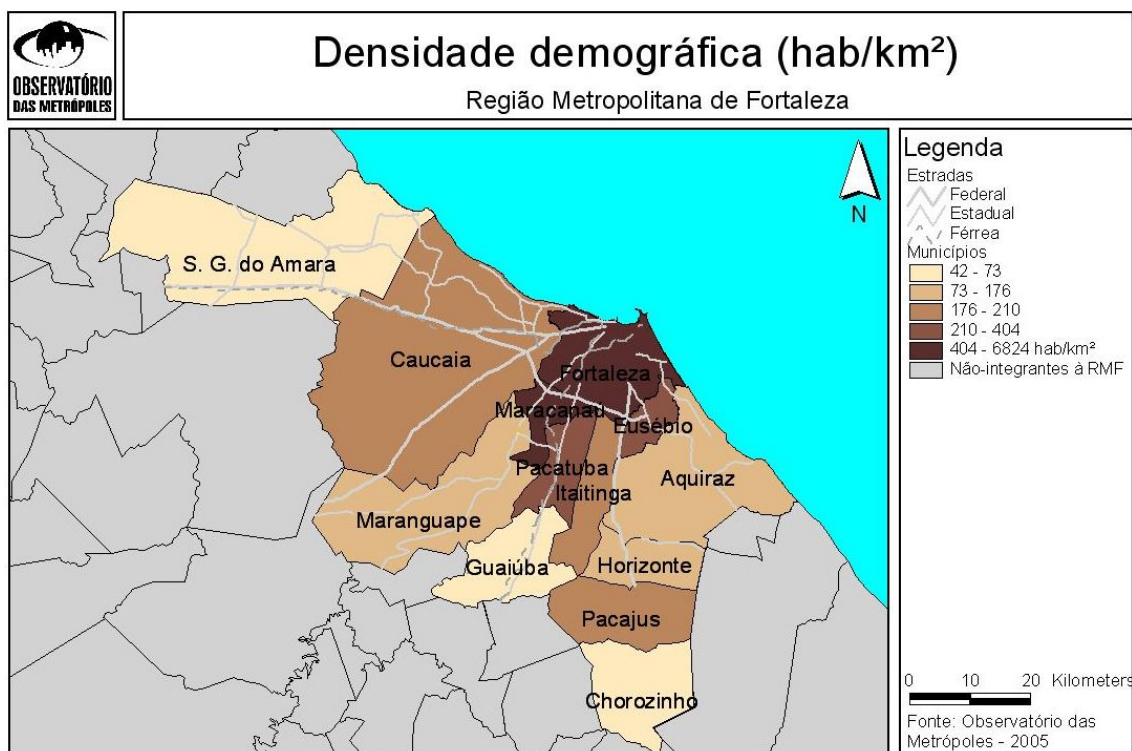 OBSERVATÓRIO
DAS METRÓPOLES
Densidade demográfica (hab/km²)
Região Metropolitana de Fortaleza
S. G. do Amara
Caucaia
Fortaleza
Maracanaú
Eusébio
Pacatuba
Itaitinga
Aquiraz
Maranguape
Guaiúba
Horizonte
Pacajus
Chorozinho
N
Legenda
Estradas
Federal
Estadual
Férrea
Municípios
42 - 73
73 - 176
176 - 210
210 - 404
404 - 6824 hab/km²
Não-integrantes à RMF
0 10 20 Kilometers
Fonte: Observatório das
Metrópoles - 2005